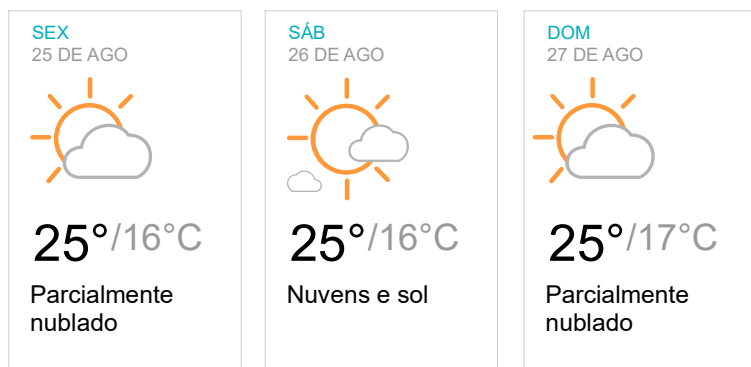 SEX
25 DE AGO
25°/16°C
Parcialmente
nublado
SÁB
26 DE AGO
25°/16°C
Nuvens e sol
DOM
27 DE AGO
25°/17°C
Parcialmente
nublado